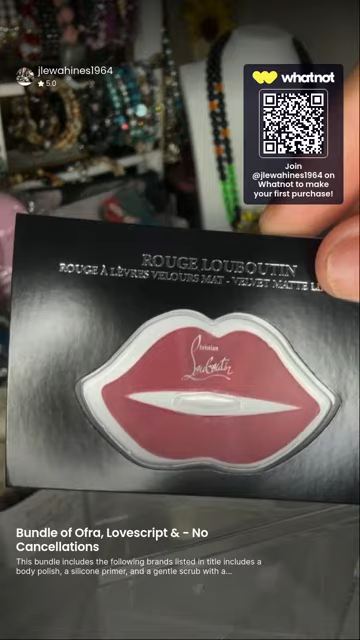 jlewahines1964
★ 5.0
whatnot
Join
@jlewahines1964 on
Whatnot to make
your first purchase!
ROUGE LOUBOUTIN
ROUGE À LÈVRES VELOURS MAT - VELVET MATTE
Christian
Louboutin
Bundle of Ofra, Lovescript & - No
Cancellations
This bundle includes the following brands listed in title includes a
body polish, a silicone primer, and a gentle scrub with a...